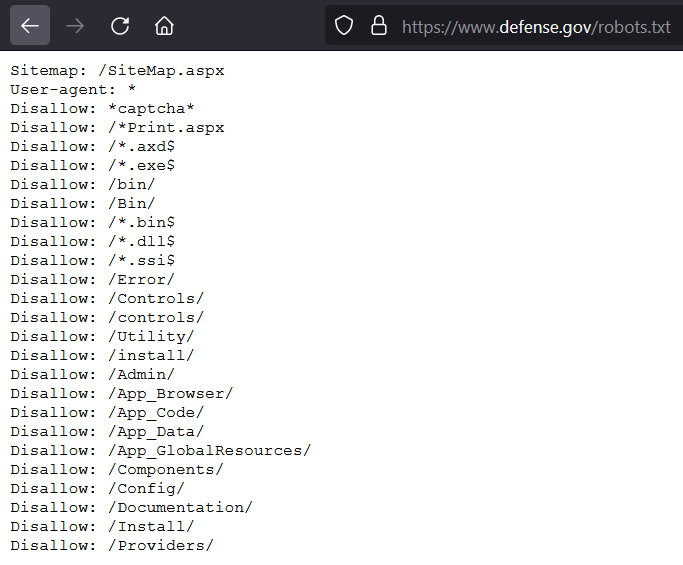 https://www.defense.gov/robots.txt
Sitemap: /SiteMap.aspx
User-agent: *
Disallow: *captcha*
Disallow: /*Print.aspx
Disallow: /*.axd$
Disallow: /*.exe$
Disallow: /bin/
Disallow: /Bin/
Disallow: /*.bin$
Disallow: /*.dll$
Disallow: /*.ssi$
Disallow: /Error/
Disallow: /Controls/
Disallow: /controls/
Disallow: /Utility/
Disallow: /install/
Disallow: /Admin/
Disallow: /App_Browser/
Disallow: /App_Code/
Disallow: /App_Data/
Disallow: /App_GlobalResources/
Disallow: /Components/
Disallow: /Config/
Disallow: /Documentation/
Disallow: /Install/
Disallow: /Providers/